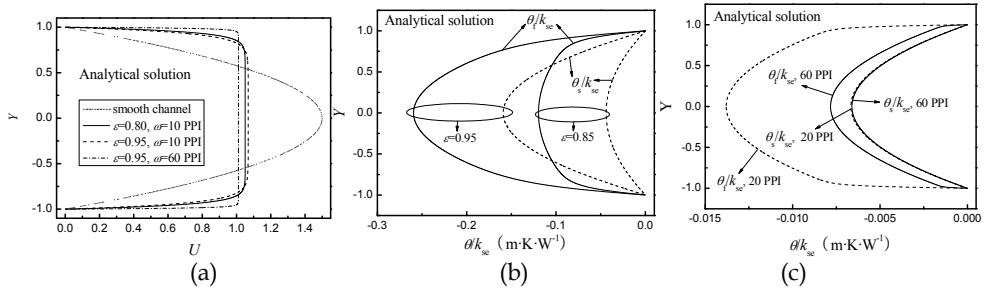 (a)
1.0
0.5
0.0
-0.5
-1.0
Y
Analytical solution
smooth channel
ε=0.80, ω=10 PPI
ε=0.95, ω=10 PPI
ε=0.95, ω=60 PPI
0.0 0.2 0.4 0.6 0.8 1.0 1.2 1.4
U
(a)
b)
Analytical solution
1.0
0.5
0.0
-0.5
-1.0
Y
θf/kse
θs/kse
ε=0.95
ε=0.85
-0.3 -0.2 -0.1 0.0
θ/kse (m·K·W-1)
(b)
c)
Analytical solution
1.0
0.5
0.0
-0.5
-1.0
Y
θf/kse, 60 PPI
θs/kse, 60 PPI
θs/kse, 20 PPI
θf/kse, 20 PPI
-0.015 -0.010 -0.005 0.000
θ/kse (m·K·W-1)
(c)